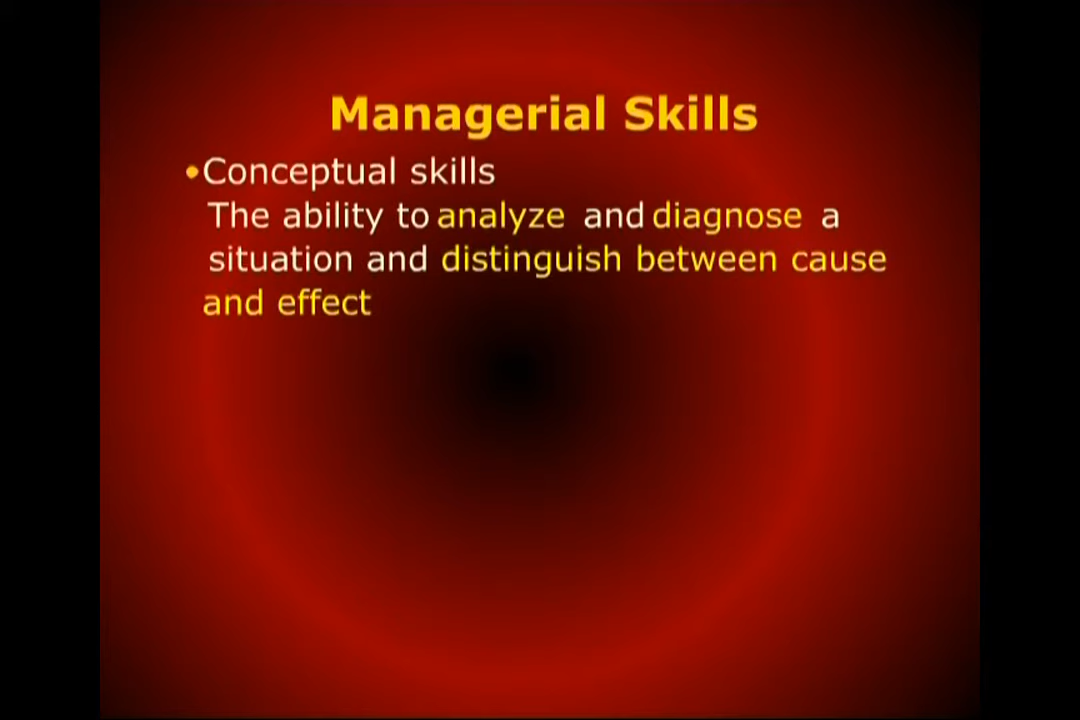 Managerial Skills
•Conceptual skills
The ability to analyze and diagnose a
situation and distinguish between cause
and effect